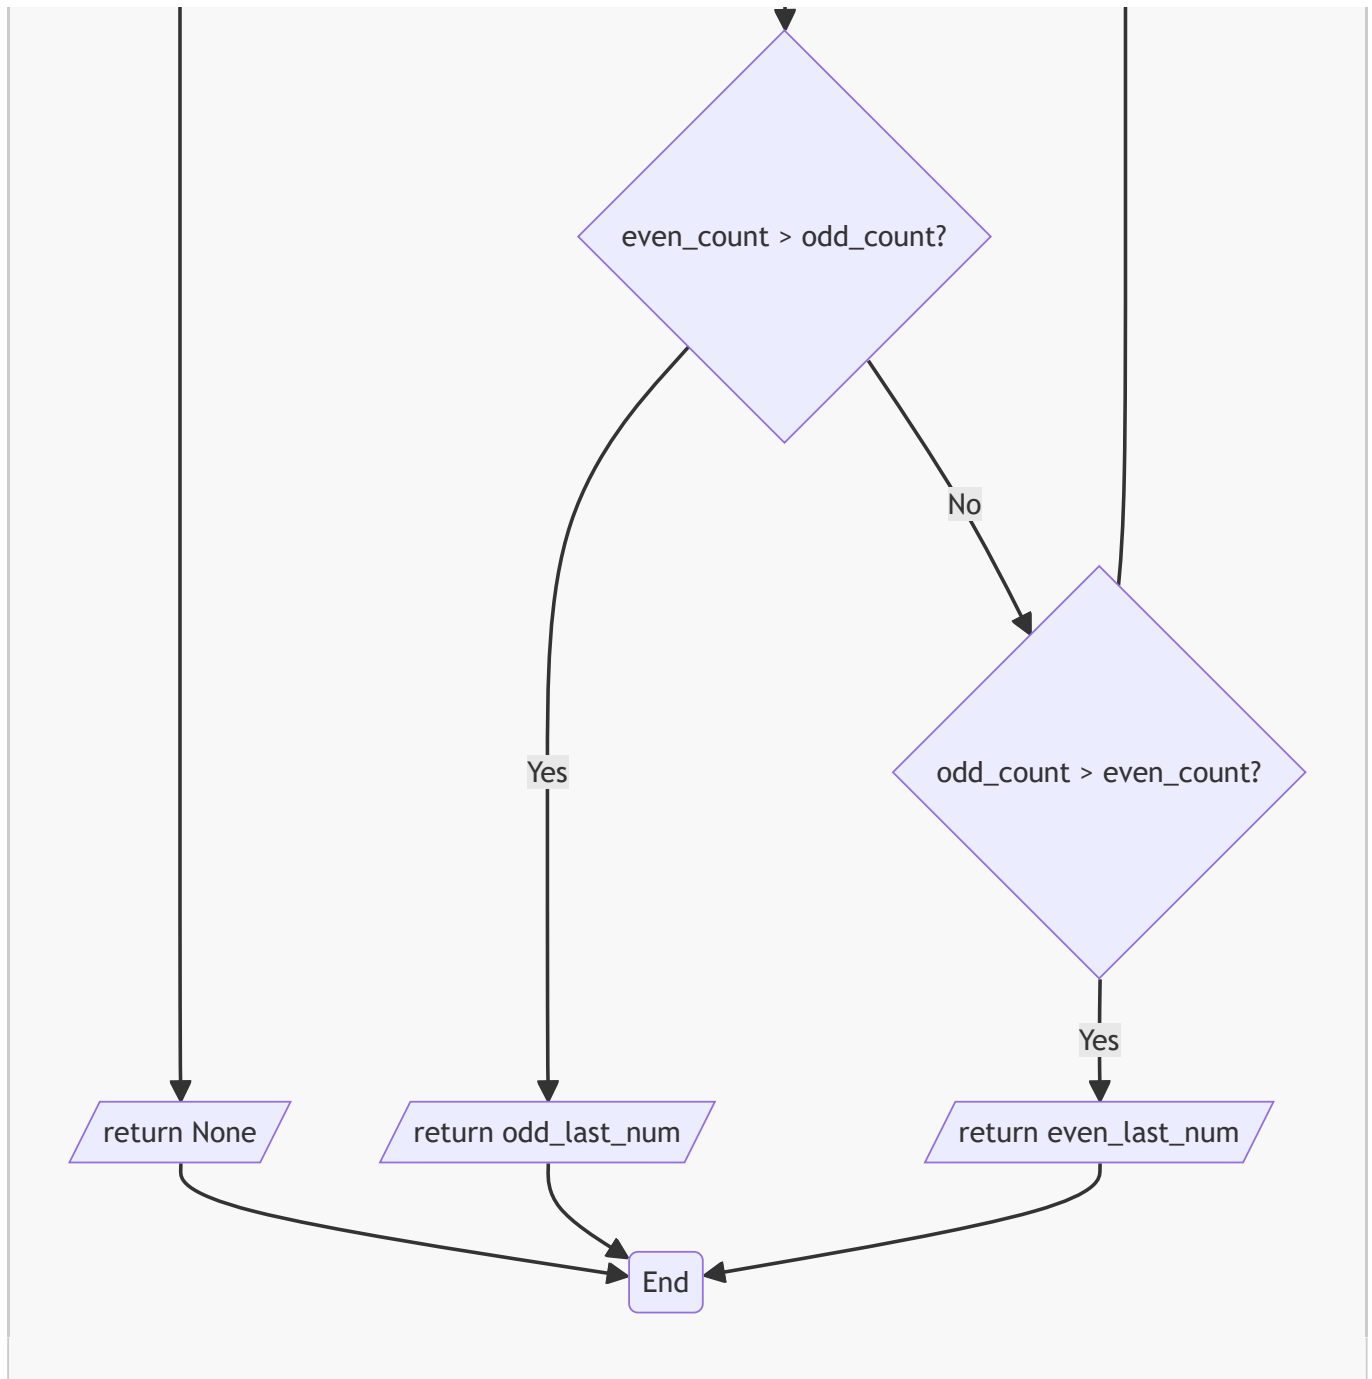 even_count > odd_count?
No
Yes
odd_count > even_count?
Yes
return None
return odd_last_num
return even_last_num
End